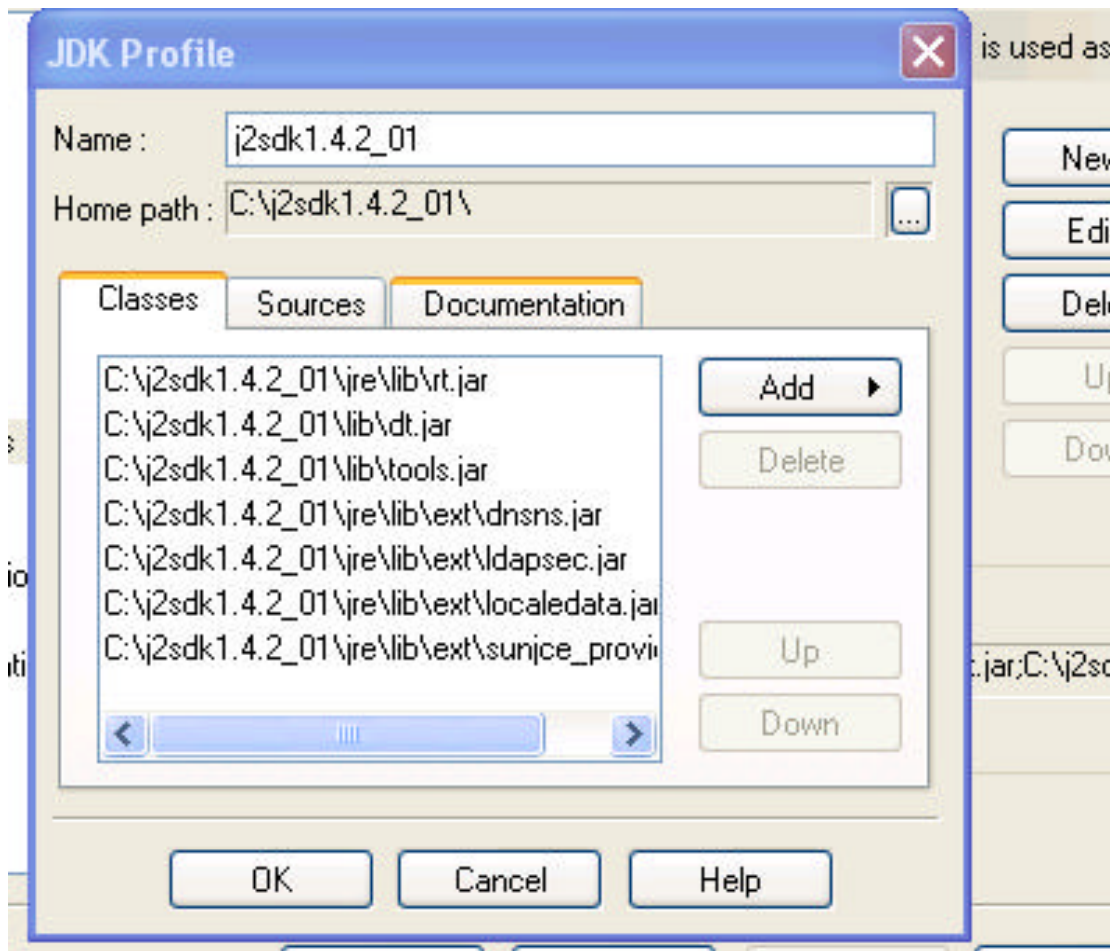 JDK Profile
is used as
Name :
j2sdk1.4.2_01
Home path :
C:\j2sdk1.4.2_01\
...
Classes
Sources
Documentation
C:\j2sdk1.4.2_01\jre\lib\rt.jar
C:\j2sdk1.4.2_01\lib\dt.jar
C:\j2sdk1.4.2_01\lib\tools.jar
C:\j2sdk1.4.2_01\jre\lib\ext\dnsns.jar
C:\j2sdk1.4.2_01\jre\lib\ext\ldapsec.jar
C:\j2sdk1.4.2_01\jre\lib\ext\localedata.jar
C:\j2sdk1.4.2_01\jre\lib\ext\sunjce_provi
Add
Delete
Up
Down
OK
Cancel
Help
New
Edi
Dele
Up
Dow
.jar;C:\j2sd